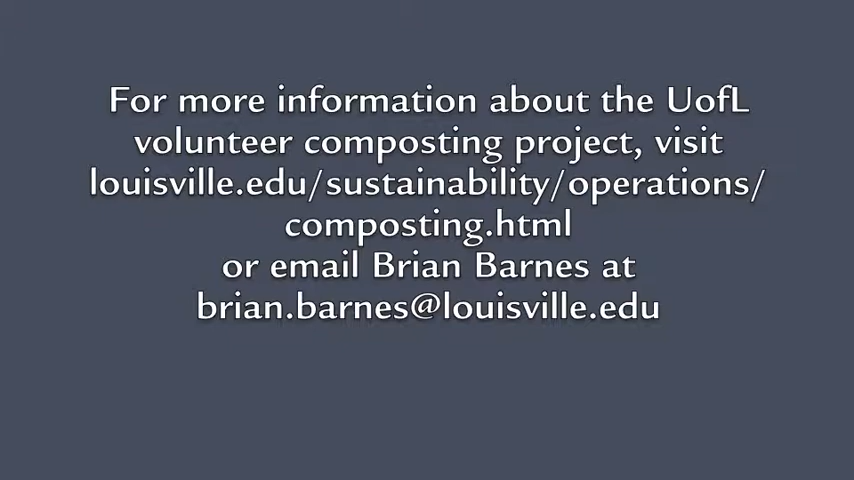 For more information about the UofL
volunteer composting project, visit
louisville.edu/sustainability/operations/
composting.html
or email Brian Barnes at
brian.barnes@louisville.edu